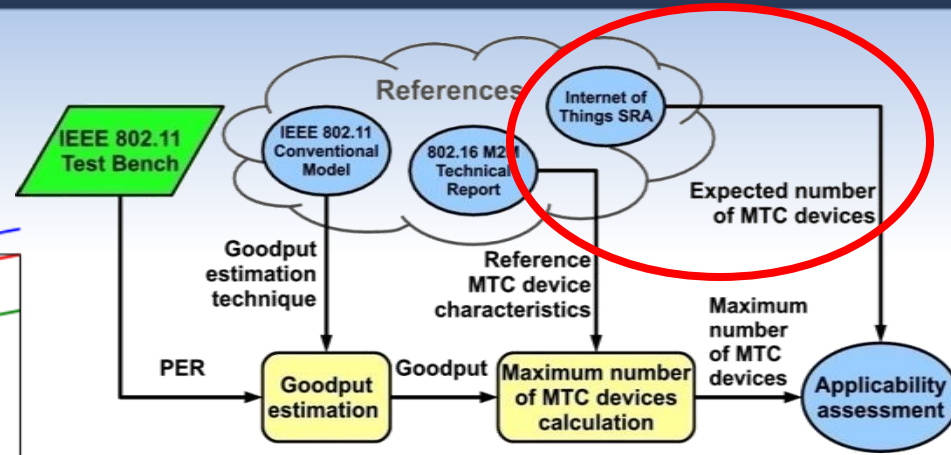 References
Internet of
Things SRA
IEEE 802.11
Test Bench
IEEE 802.11
Conventional
Model
802.16 M2M
Technical
Report
Expected number
of MTC devices
Goodput
estimation
technique
Reference
MTC device
characteristics
Maximum
number
of MTC
devices
PER
Goodput
estimation
Goodput
Maximum number
of MTC devices
calculation
Applicability
assessment